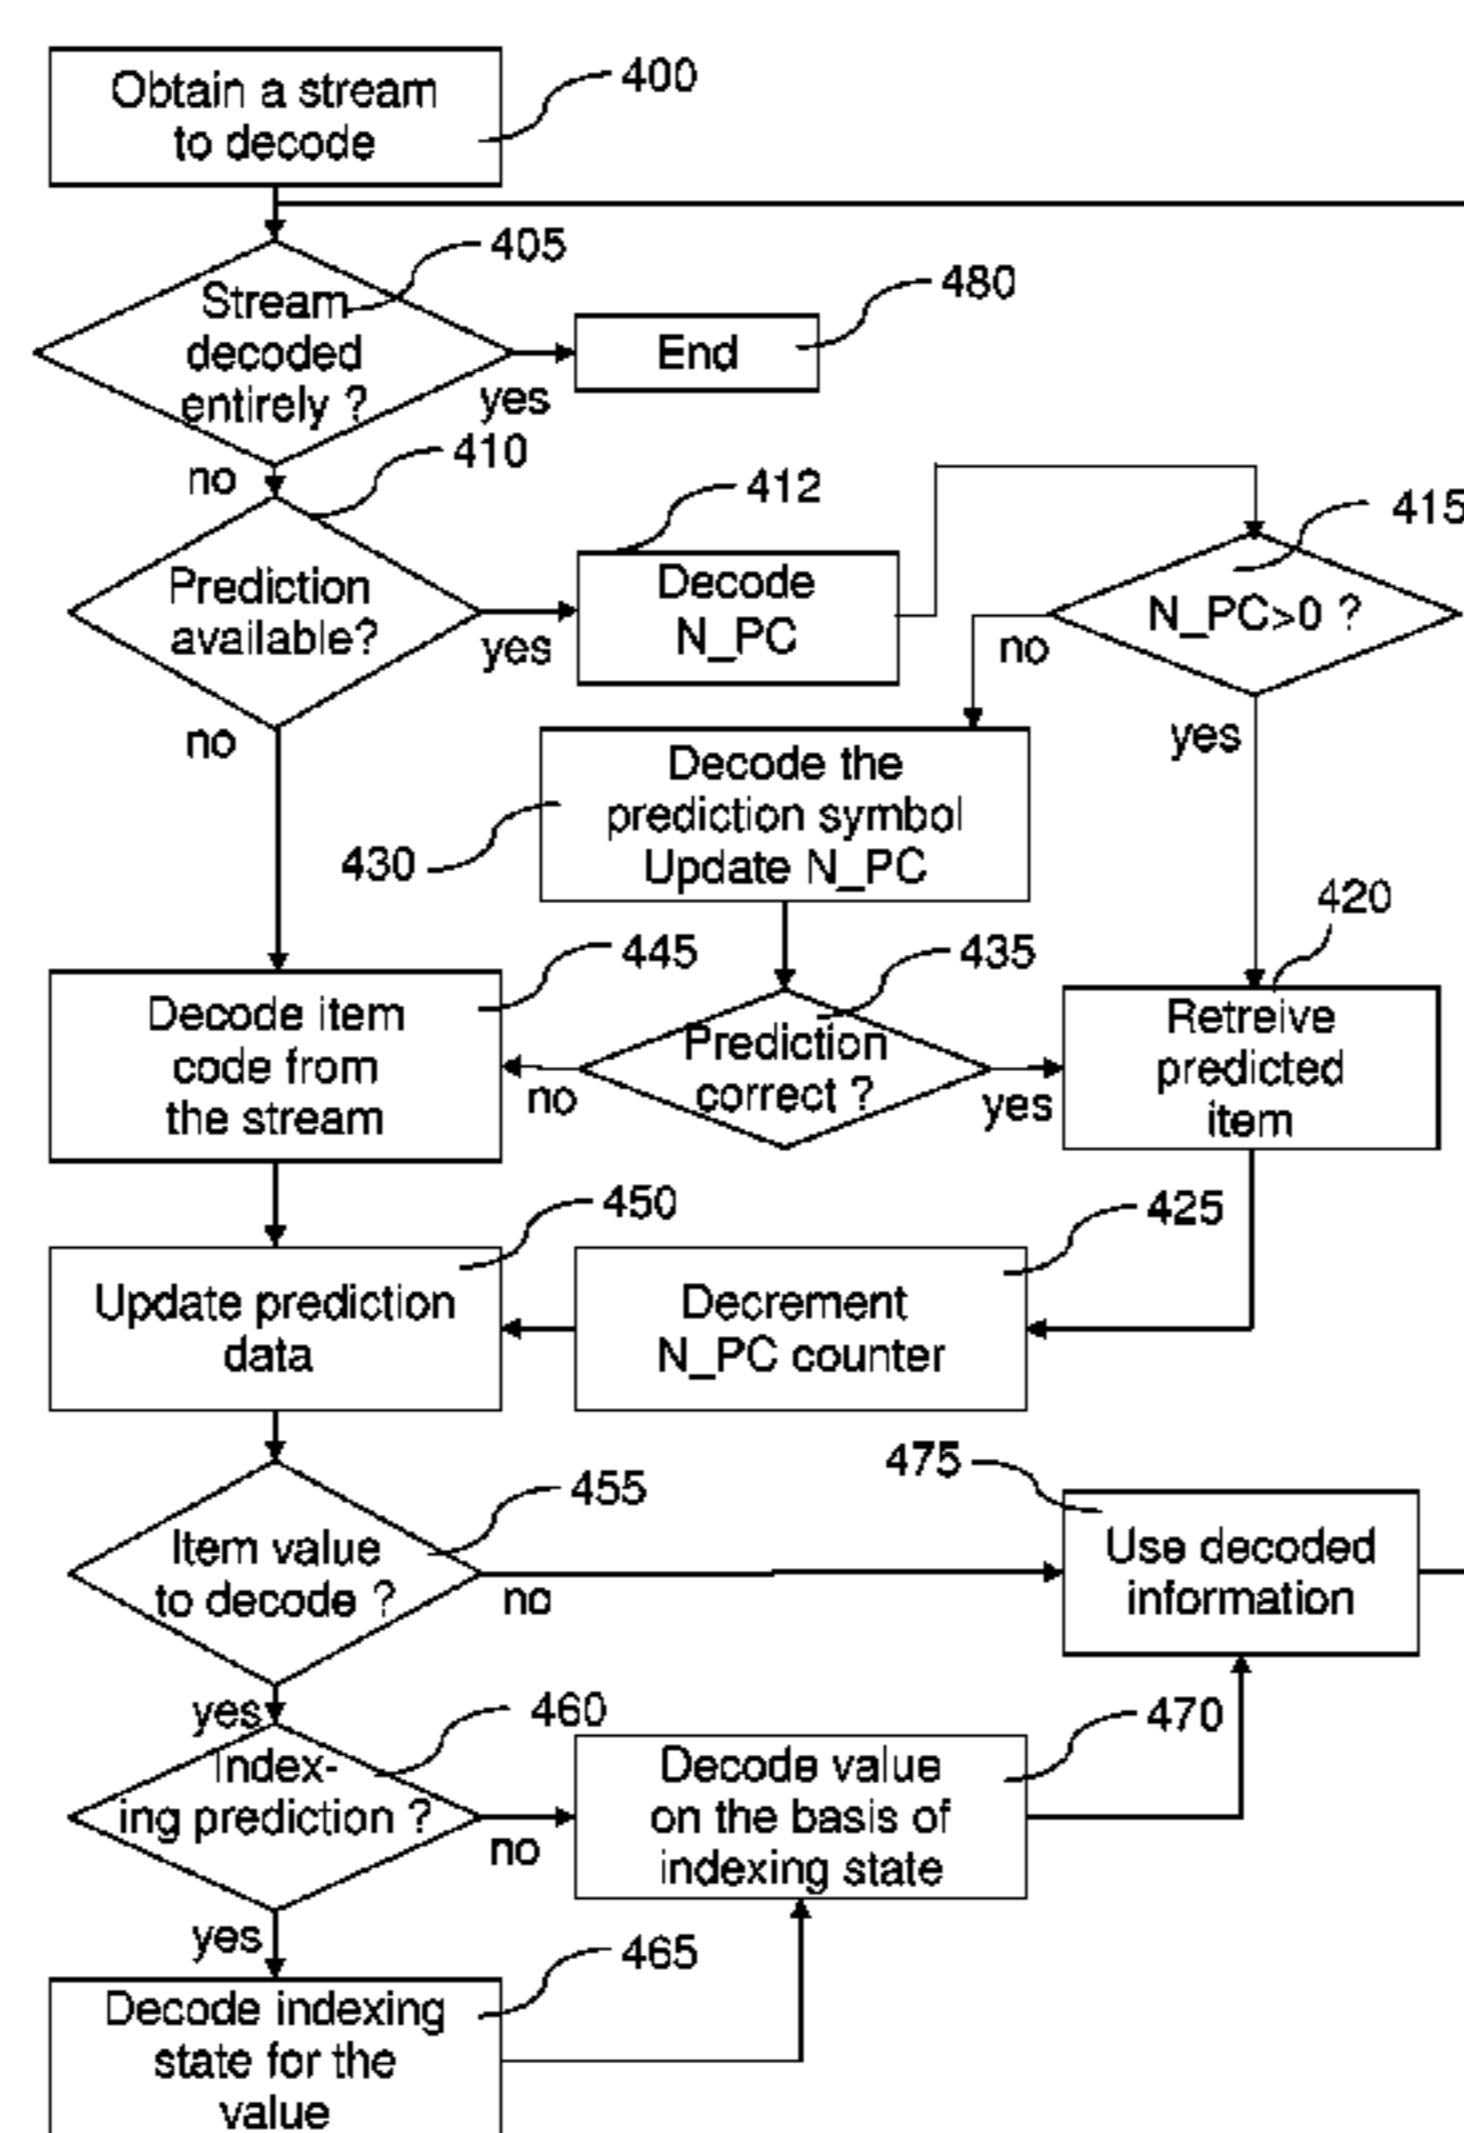 Obtain a stream
to decode
400
Stream
decoded
entirely ?
405
yes
End
480
no
410
Prediction
available?
yes
412
Decode
N_PC
415
N_PC>0 ?
no
yes
no
Decode the
prediction symbol
Update N_PC
430
420
445
Decode item
code from
the stream
435
Prediction
correct ?
no
yes
Retreive
predicted
item
450
Update prediction
data
425
Decrement
N_PC counter
455
Item value
to decode ?
no
475
Use decoded
information
yes
460
Index-
ing prediction ?
no
470
Decode value
on the basis of
indexing state
yes
465
Decode indexing
state for the
value